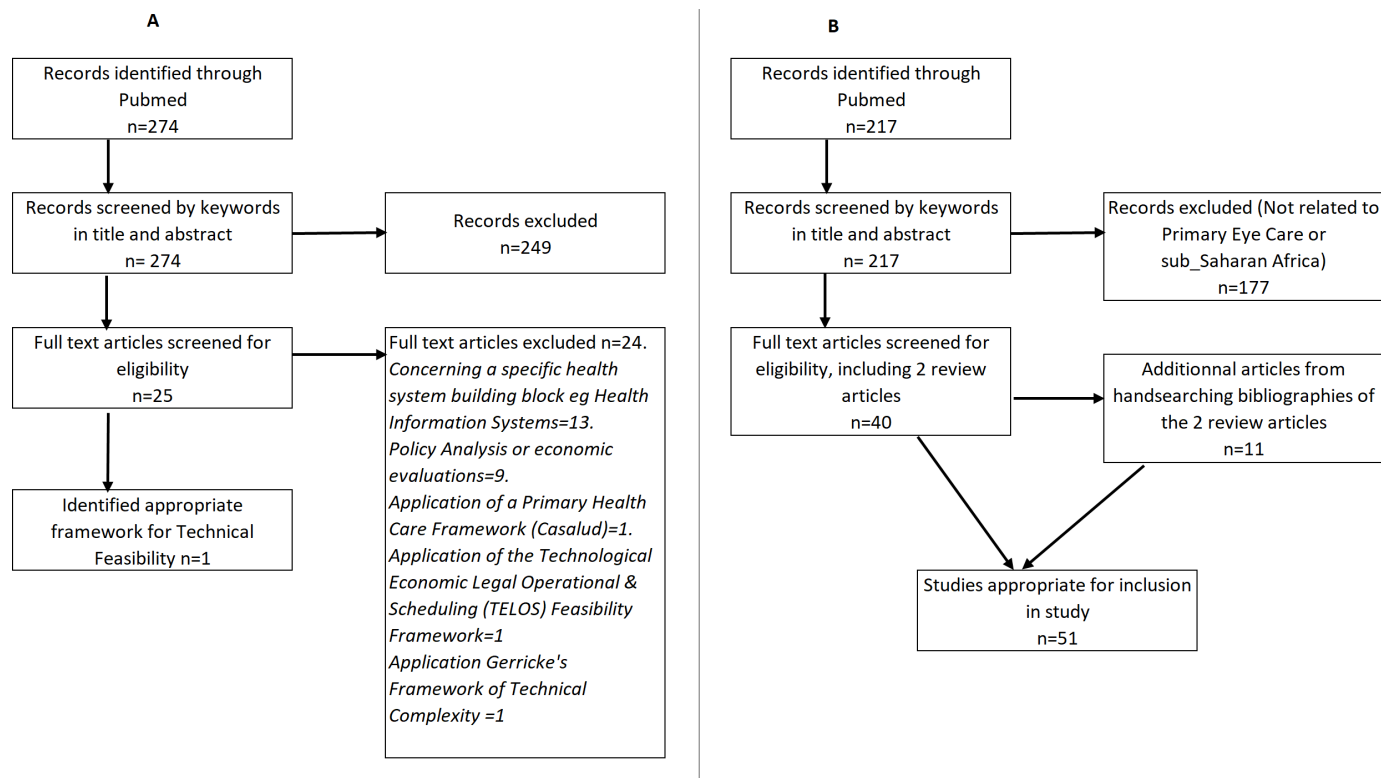 A
Records identified through
Pubmed
n=274
Records screened by keywords
in title and abstract
n= 274
Records excluded
n=249
Full text articles screened for
eligibility
n=25
Full text articles excluded n=24.
Concerning a specific health
system building block eg Health
Information Systems=13.
Policy Analysis or economic
evaluations=9.
Application of a Primary Health
Care Framework (Casalud)=1.
Application of the Technological
Economic Legal Operational &
Scheduling (TELOS) Feasibility
Framework=1
Application Gerricke's
Framework of Technical
Complexity =1
Identified appropriate
framework for Technical
Feasibility n=1
B
Records identified through
Pubmed
n=217
Records screened by keywords
in title and abstract
n= 217
Records excluded (Not related to
Primary Eye Care or
sub_Saharan Africa)
n=177
Full text articles screened for
eligibility, including 2 review
articles
n=40
Additionnal articles from
handsearching bibliographies of
the 2 review articles
n=11
Studies appropriate for inclusion
in study
n=51